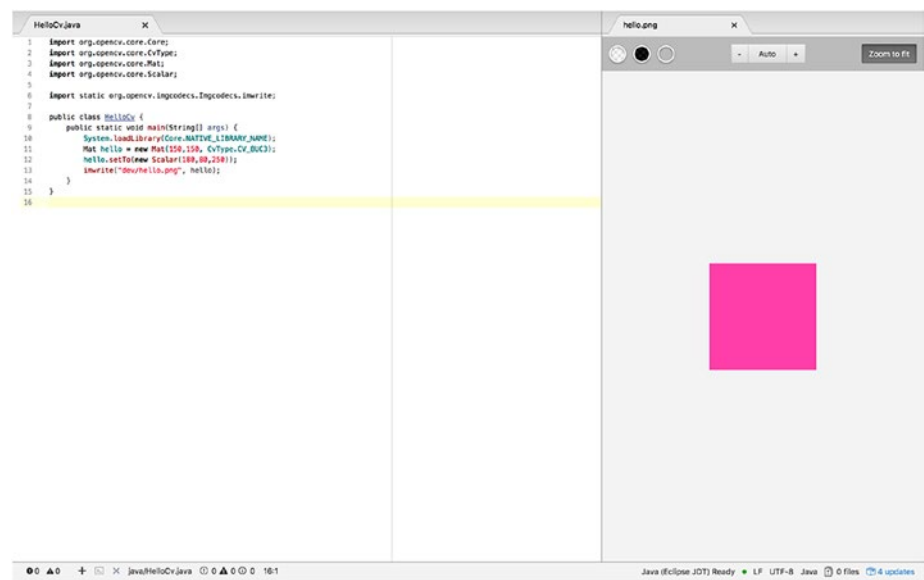 HelloCv.java
1 import org.opencv.core.Core;
2 import org.opencv.core.CvType;
3 import org.opencv.core.Mat;
4 import org.opencv.core.Scalar;
5
6 import static org.opencv.imgcodecs.Imgcodecs.imwrite;
7
8 public class HelloCv {
9 public static void main(String[] args) {
10 System.loadLibrary(Core.NATIVE_LIBRARY_NAME);
11 Mat hello = new Mat(150,150, CvType.CV_8UC3);
12 hello.setTo(new Scalar(180,80,250));
13 imwrite("dev/hello.png", hello);
14 }
15 }
16
hello.png
- Auto +
Zoom to fit
0 0 java/HelloCv.java 0 0 0 0 16:1
Java (Eclipse JDT) Ready LF UTF-8 Java 0 files 4 updates